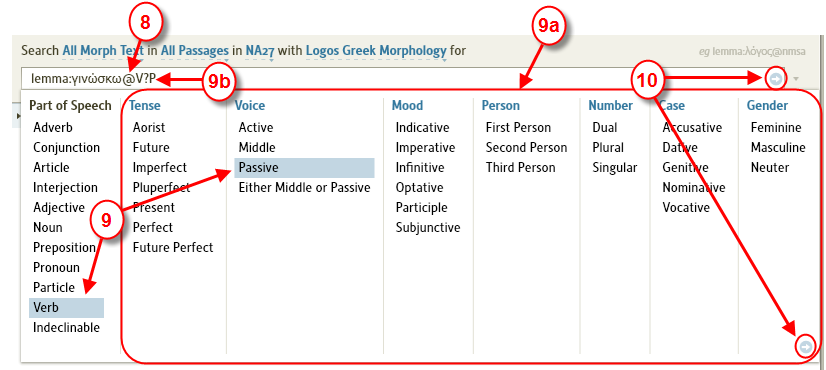 8
9a
Search All Morph Text in All Passages in NA27 with Logos Greek Morphology for
eg lemma:λόγος@nmsa
10
lemma:γινώσκω@V?P
9b
Part of Speech
Adverb
Conjunction
Article
Interjection
Adjective
Noun
Preposition
Pronoun
Particle
Verb
Indeclinable
9
Tense
Aorist
Future
Imperfect
Pluperfect
Present
Perfect
Future Perfect
Voice
Active
Middle
Passive
Either Middle or Passive
Mood
Indicative
Imperative
Infinitive
Optative
Participle
Subjunctive
Person
First Person
Second Person
Third Person
Number
Dual
Plural
Singular
Case
Accusative
Dative
Genitive
Nominative
Vocative
Gender
Feminine
Masculine
Neuter